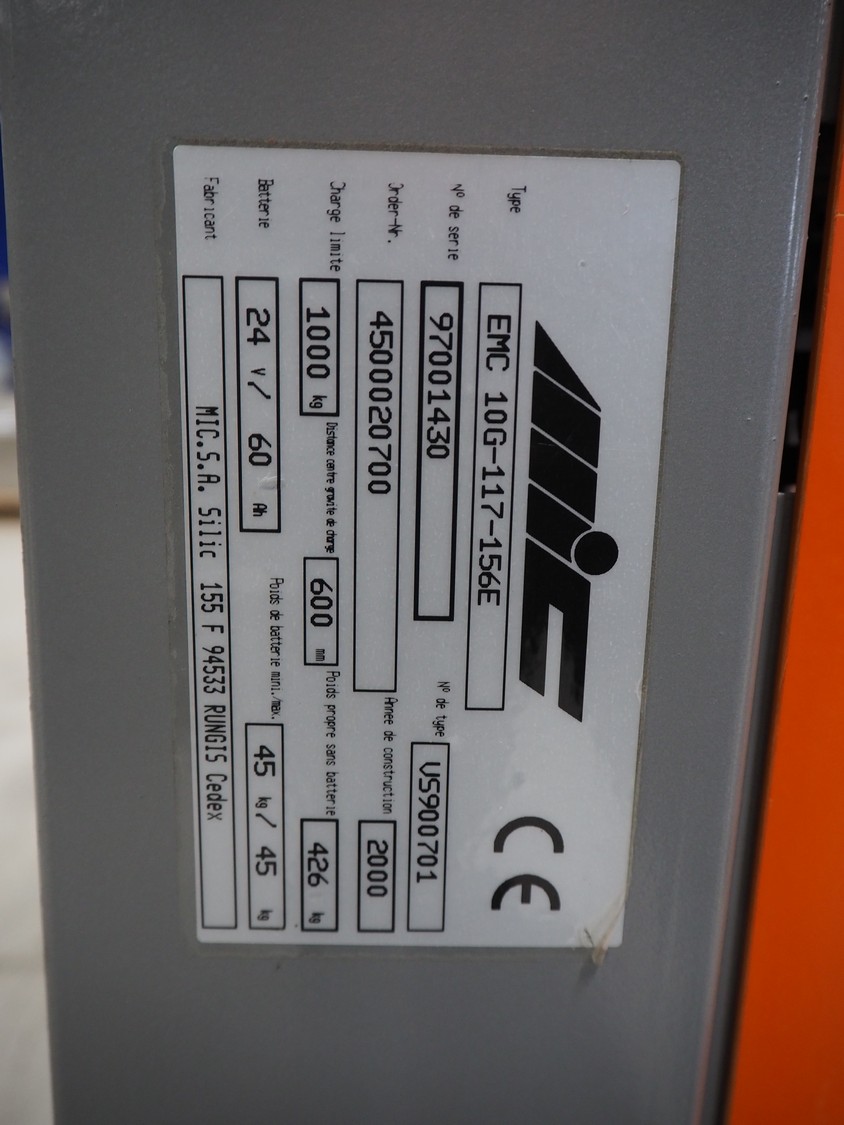 MIC
CE
Type EMC 10G-117-156E
Nº de serie 97001430 Nº de type VS900701
Order-Nr. 4500020700 Annee de construction 2000
Charge limite 1000 kg Distance centre gravite de charge 600 mm Poids propre sans batterie 426 kg
Batterie 24 V/ 60 Ah Poids de batterie mini./max. 45 kg/ 45 kg
Fabricant MIC.S.A. Silic 155 F 94533 RUNGIS Cedex